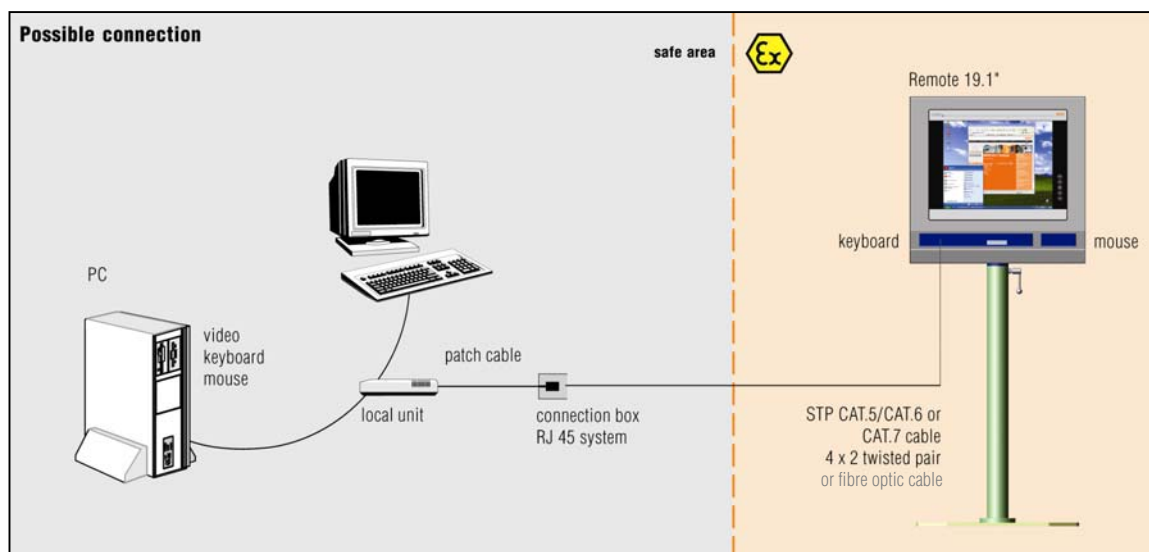 Possible connection
safe area
Ex
Remote 19.1"
keyboard
mouse
PC
video
keyboard
mouse
patch cable
local unit
connection box
RJ 45 system
STP CAT.5/CAT.6 or
CAT.7 cable
4 x 2 twisted pair
or fibre optic cable